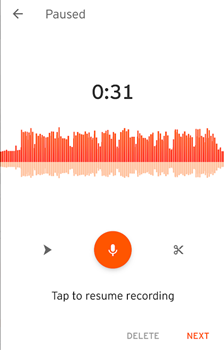 Paused
0:31
Tap to resume recording
DELETE NEXT